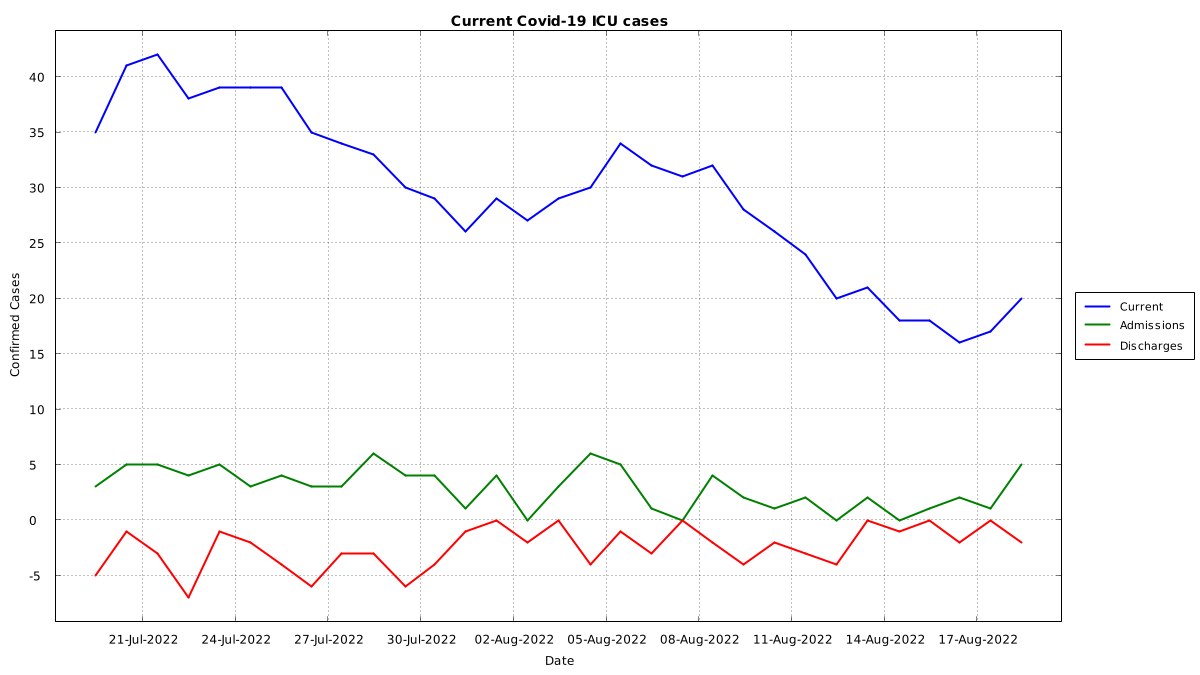 Current Covid-19 ICU cases
40
35
30
25
20
15
10
5
0
-5
Confirmed Cases
21-Jul-2022 24-Jul-2022 27-Jul-2022 30-Jul-2022 02-Aug-2022 05-Aug-2022 08-Aug-2022 11-Aug-2022 14-Aug-2022 17-Aug-2022
Date
Current
Admissions
Discharges